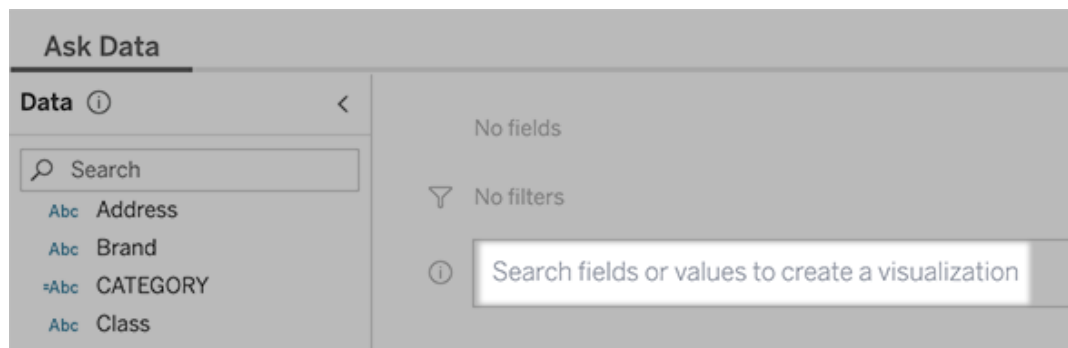 Ask Data
Data
Search
Abc Address
Abc Brand
=Abc CATEGORY
Abc Class
No fields
No filters
Search fields or values to create a visualization